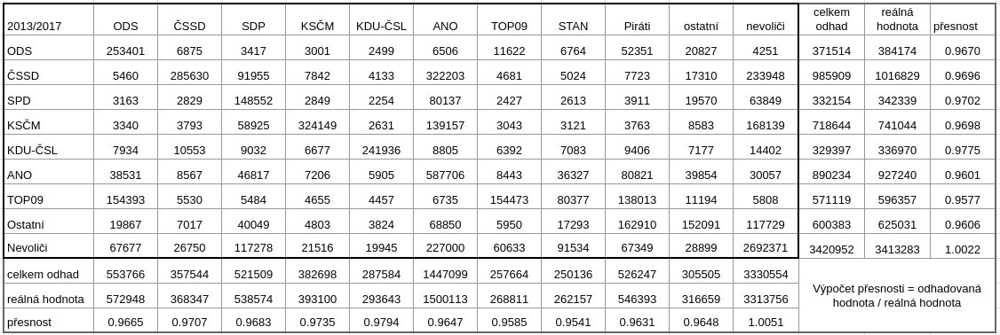 2013/2017 ODS ČSSD SDP KSČM KDU-ČSL ANO TOP09 STAN Piráti ostatní nevoliči celkem odhad reálná hodnota přesnost
ODS 253401 6875 3417 3001 2499 6506 11622 6764 52351 20827 4251 371514 384174 0.9670
ČSSD 5460 285630 91955 7842 4133 322203 4681 5024 7723 17310 233948 985909 1016829 0.9696
SPD 3163 2829 148552 2849 2254 80137 2427 2613 3911 19570 63849 332154 342339 0.9702
KSČM 3340 3793 58925 324149 2631 139157 3043 3121 3763 8583 168139 718644 741044 0.9698
KDU-ČSL 7934 10553 9032 6677 241936 8805 6392 7083 9406 7177 14402 329397 336970 0.9775
ANO 38531 8567 46817 7206 5905 587706 8443 36327 80821 39854 30057 890234 927240 0.9601
TOP09 154393 5530 5484 4655 4457 6735 154473 80377 138013 11194 5808 571119 596357 0.9577
Ostatní 19867 7017 40049 4803 3824 68850 5950 17293 162910 152091 117729 600383 625031 0.9606
Nevoliči 67677 26750 117278 21516 19945 227000 60633 91534 67349 28899 2692371 3420952 3413283 1.0022
celkem odhad 553766 357544 521509 382698 287584 1447099 257664 250136 526247 305505 3330554
reálná hodnota 572948 368347 538574 393100 293643 1500113 268811 262157 546393 316659 3313756
přesnost 0.9665 0.9707 0.9683 0.9735 0.9794 0.9647 0.9585 0.9541 0.9631 0.9648 1.0051
Výpočet přesnosti = odhadovaná
hodnota / reálná hodnota